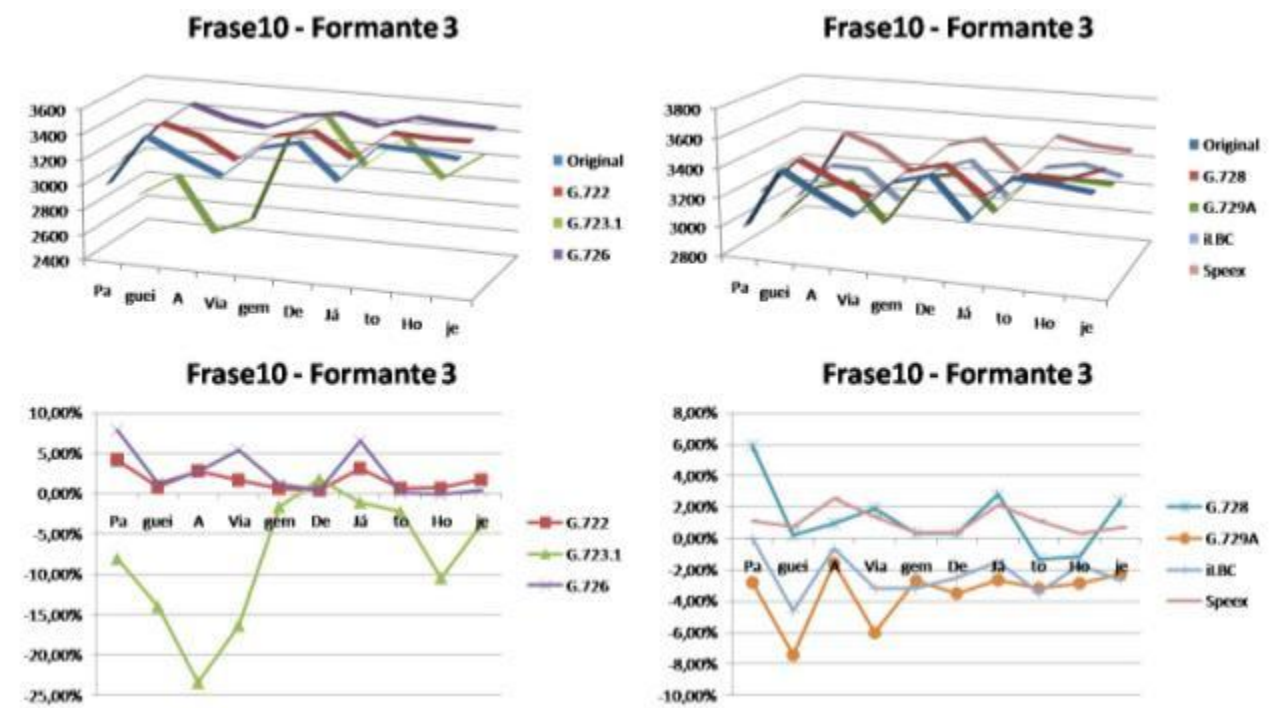 Frase10 - Formante 3
3600
3400
3200
3000
2800
2600
2400
Pa guei A Via gem De Já to Ho je
Original
G.722
G.723.1
G.726
Frase10 - Formante 3
3800
3600
3400
3200
3000
2800
Pa guei A Via gem De Já to Ho je
Original
G.728
G.729A
iLBC
Speex
Frase10 - Formante 3
10,00%
5,00%
0,00%
-5,00%
-10,00%
-15,00%
-20,00%
-25,00%
Pa guei A Via gem De Já to Ho je
G.722
G.723.1
G.726
Frase10 - Formante 3
8,00%
6,00%
4,00%
2,00%
0,00%
-2,00%
-4,00%
-6,00%
-8,00%
-10,00%
Pa guei A Via gem De Já to Ho je
G.728
G.729A
iLBC
Speex